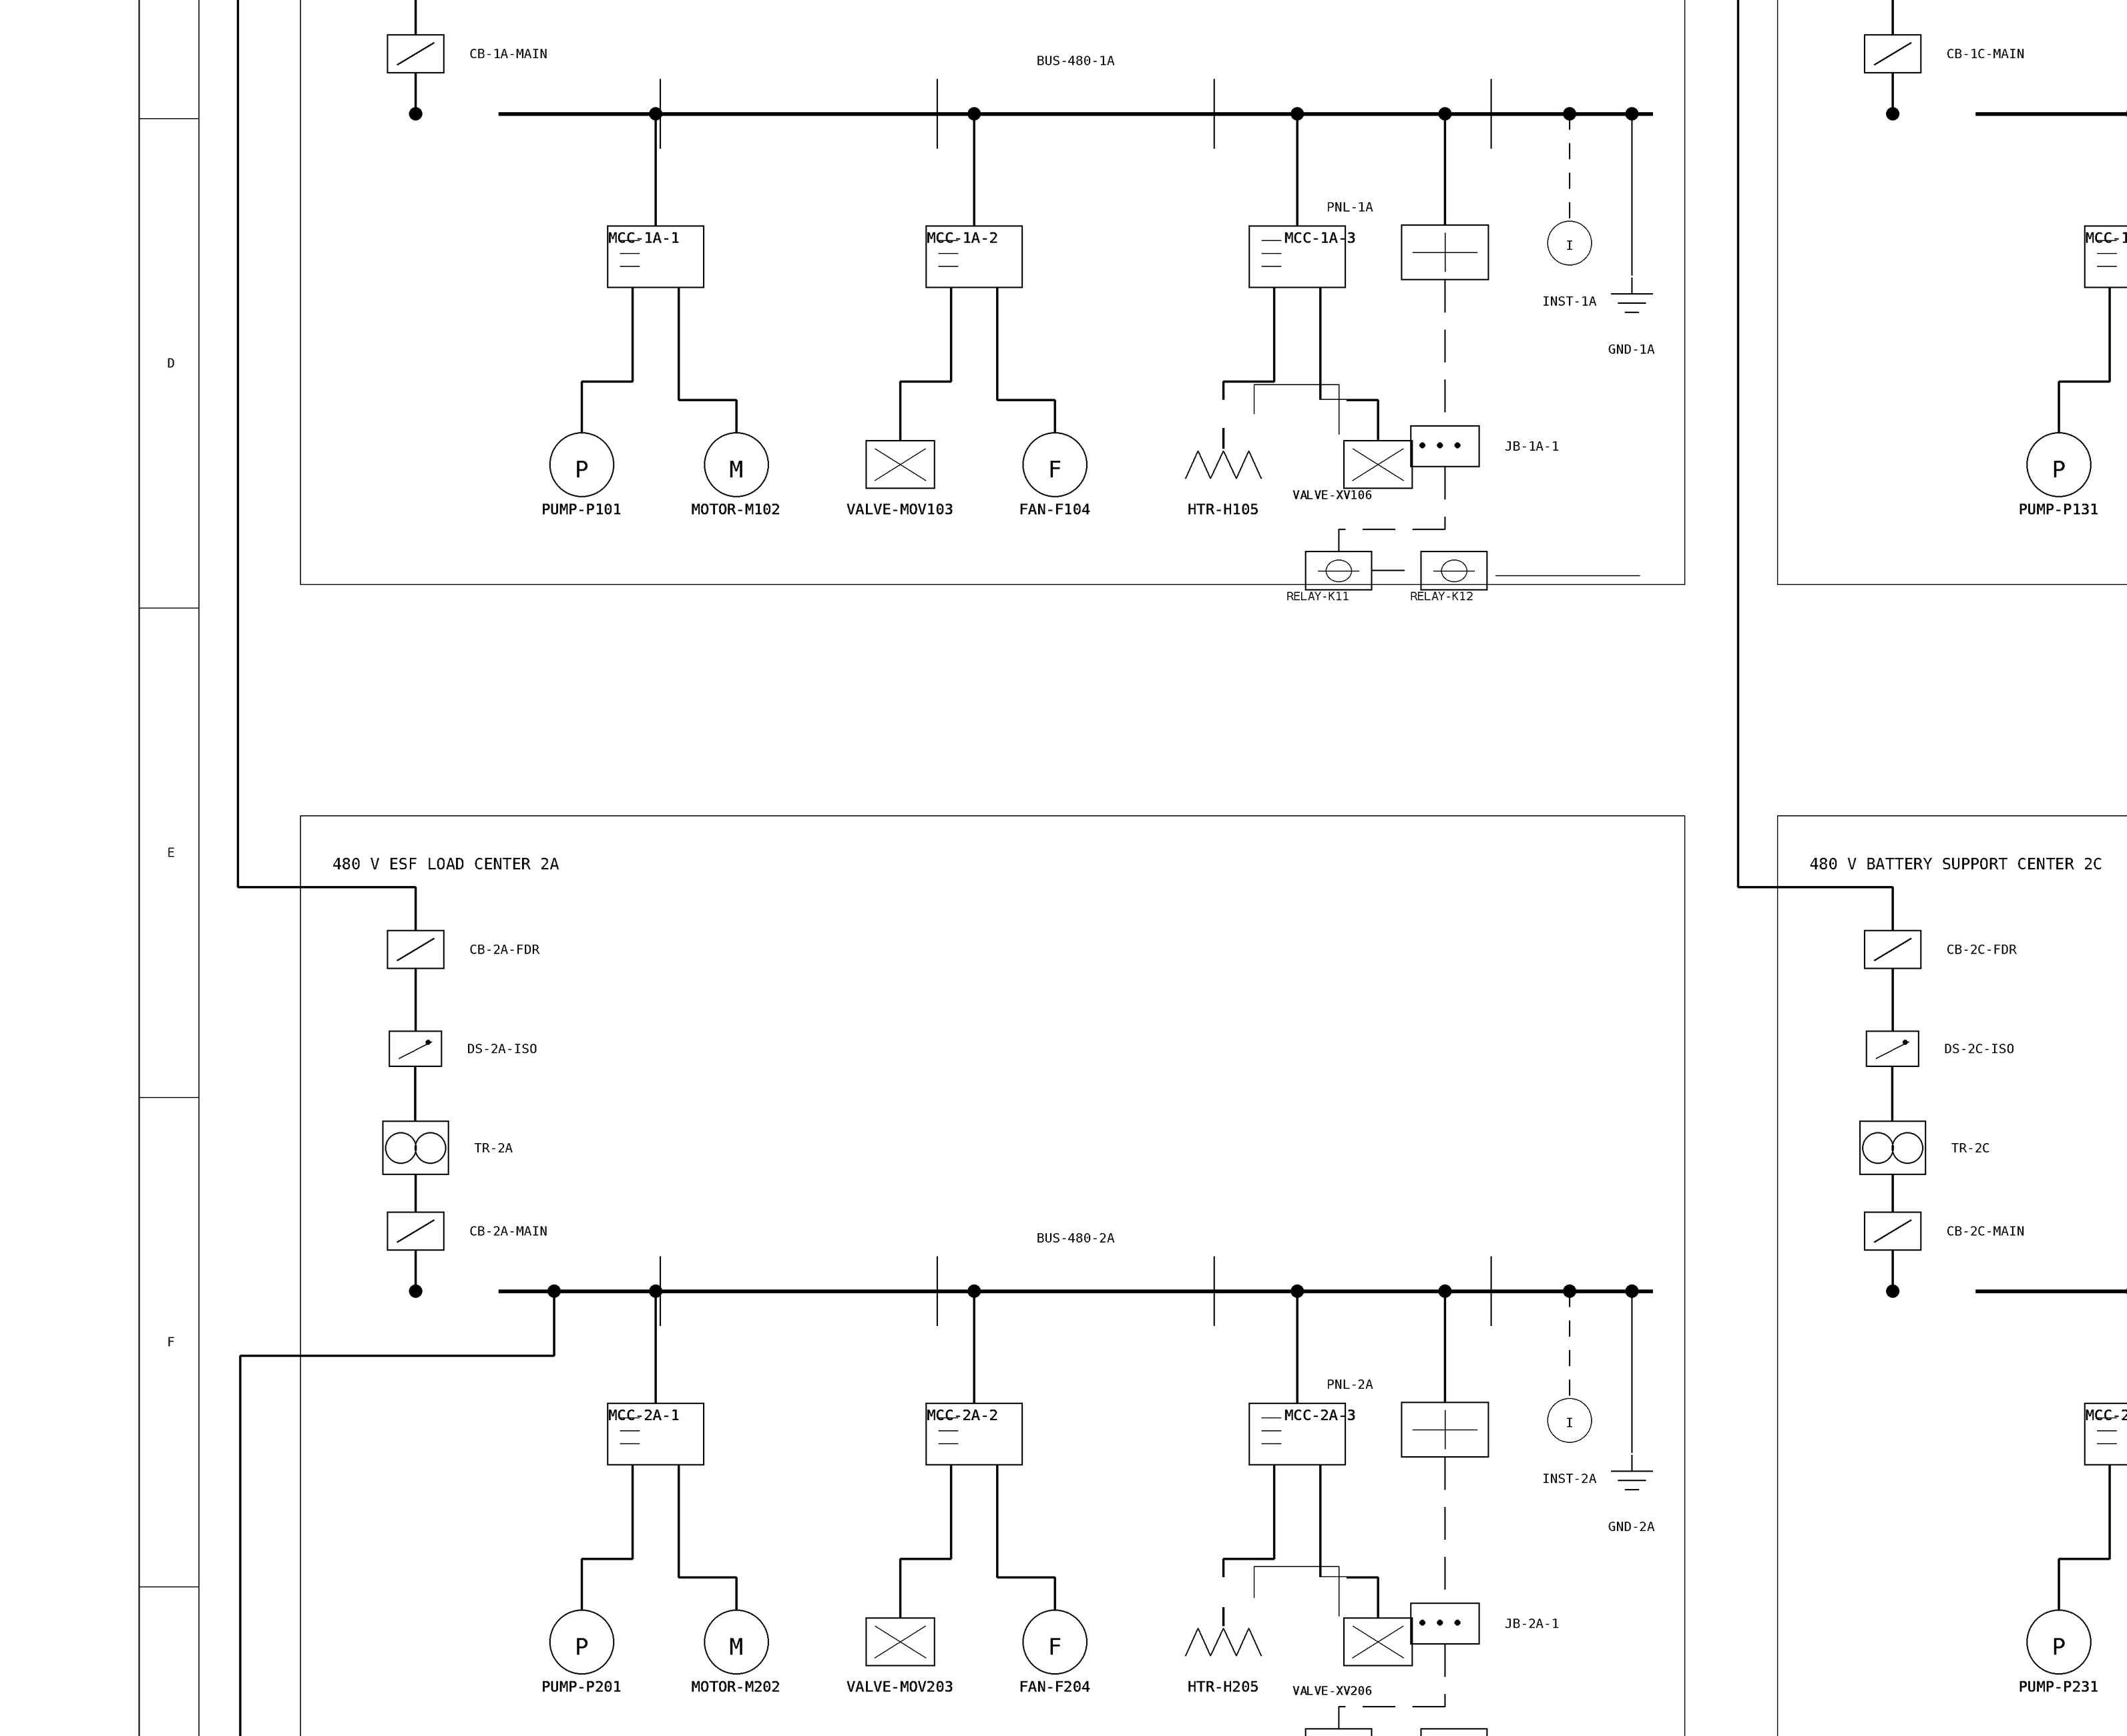 CB-1A-MAIN
BUS-480-1A
CB-1C-MAIN
PNL-1A
MCC-1A-1
MCC-1A-2
MCC-1A-3
I
INST-1A
GND-1A
D
JB-1A-1
P
M
F
P
VALVE-XV106
PUMP-P101
MOTOR-M102
VALVE-MOV103
FAN-F104
HTR-H105
PUMP-P131
RELAY-K11
RELAY-K12
E
480 V ESF LOAD CENTER 2A
480 V BATTERY SUPPORT CENTER 2C
CB-2A-FDR
CB-2C-FDR
DS-2A-ISO
DS-2C-ISO
TR-2A
TR-2C
CB-2A-MAIN
BUS-480-2A
CB-2C-MAIN
F
PNL-2A
MCC-2A-1
MCC-2A-2
MCC-2A-3
I
INST-2A
GND-2A
JB-2A-1
P
M
F
P
PUMP-P201
MOTOR-M202
VALVE-MOV203
FAN-F204
HTR-H205
VALVE-XV206
PUMP-P231